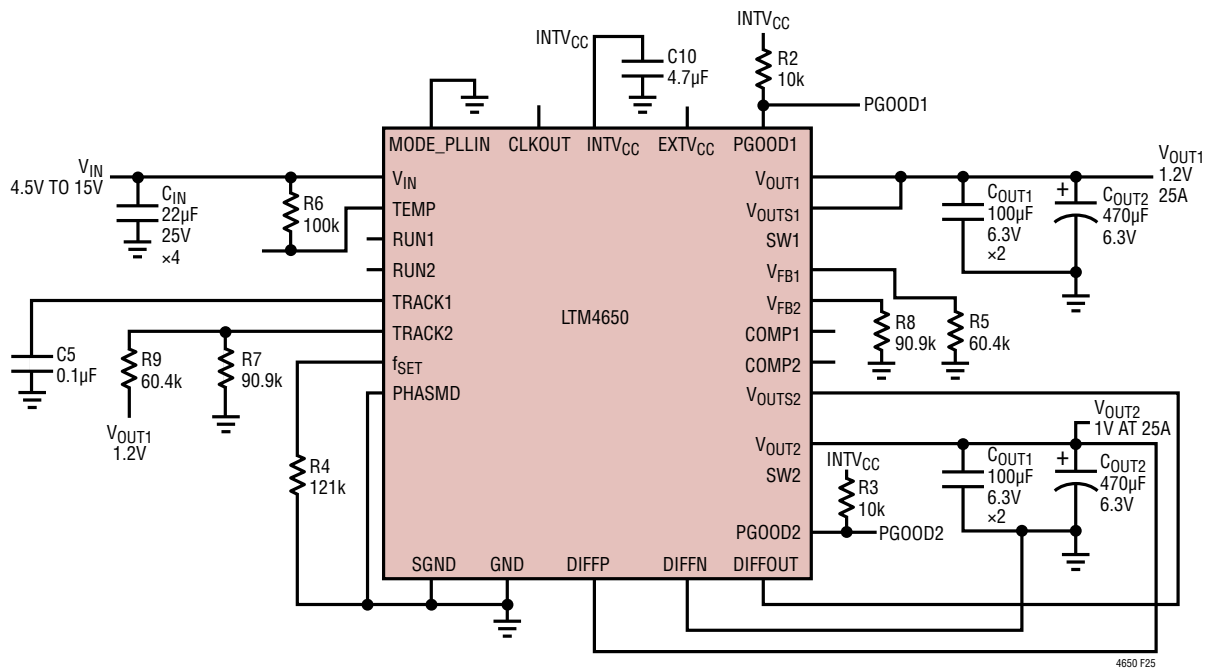 INTVCC
INTVCC
C10
4.7µF
R2
10k
PGOOD1
MODE_PLLIN
CLKOUT
INTVCC
EXTVCC
PGOOD1
VIN
4.5V TO 15V
CIN
22µF
25V
×4
R6
100k
VIN
TEMP
RUN1
RUN2
TRACK1
TRACK2
fSET
PHASMD
C5
0.1µF
R9
60.4k
R7
90.9k
VOUT1
1.2V
R4
121k
LTM4650
VOUT1
VOUTS1
SW1
VFB1
VFB2
COMP1
COMP2
VOUTS2
VOUT2
SW2
PGOOD2
VOUT1
1.2V
25A
COUT1
100µF
6.3V
×2
+
COUT2
470µF
6.3V
R8
90.9k
R5
60.4k
VOUT2
1V AT 25A
INTVCC
R3
10k
PGOOD2
COUT1
100µF
6.3V
×2
+
COUT2
470µF
6.3V
SGND
GND
DIFFP
DIFFN
DIFFOUT
4650 F25